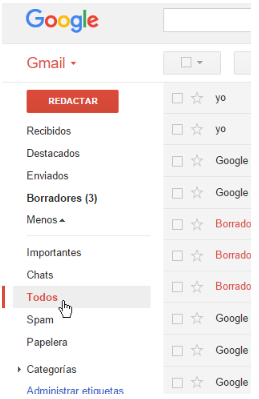 Google
Gmail
REDACTAR
Recibidos
Destacados
Enviados
Borradores (3)
Menos
Importantes
Chats
Todos
Spam
Papelera
Categorías
Administrar etiquetas
yo
yo
Google
Google
Borrado
Borrado
Borrado
Google
Google
Google